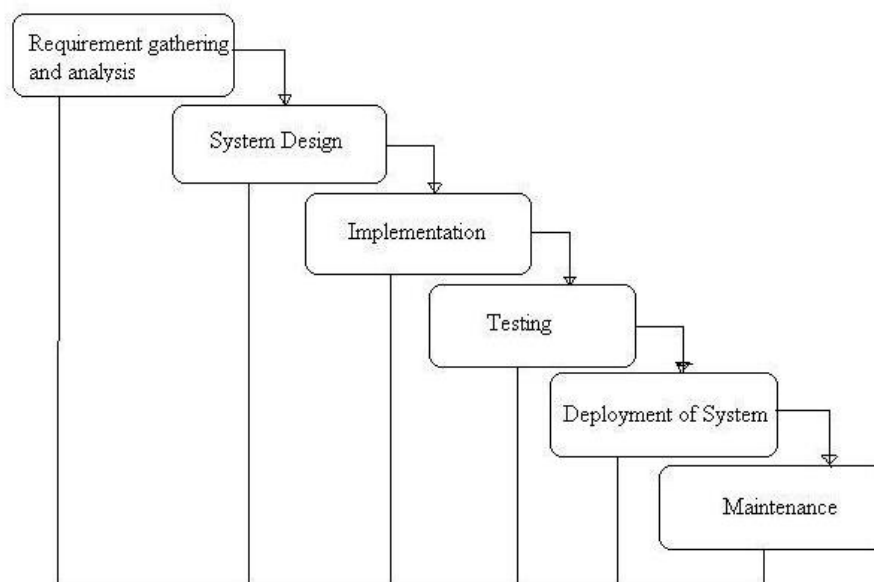 Requirement gathering
and analysis
System Design
Implementation
Testing
Deployment of System
Maintenance